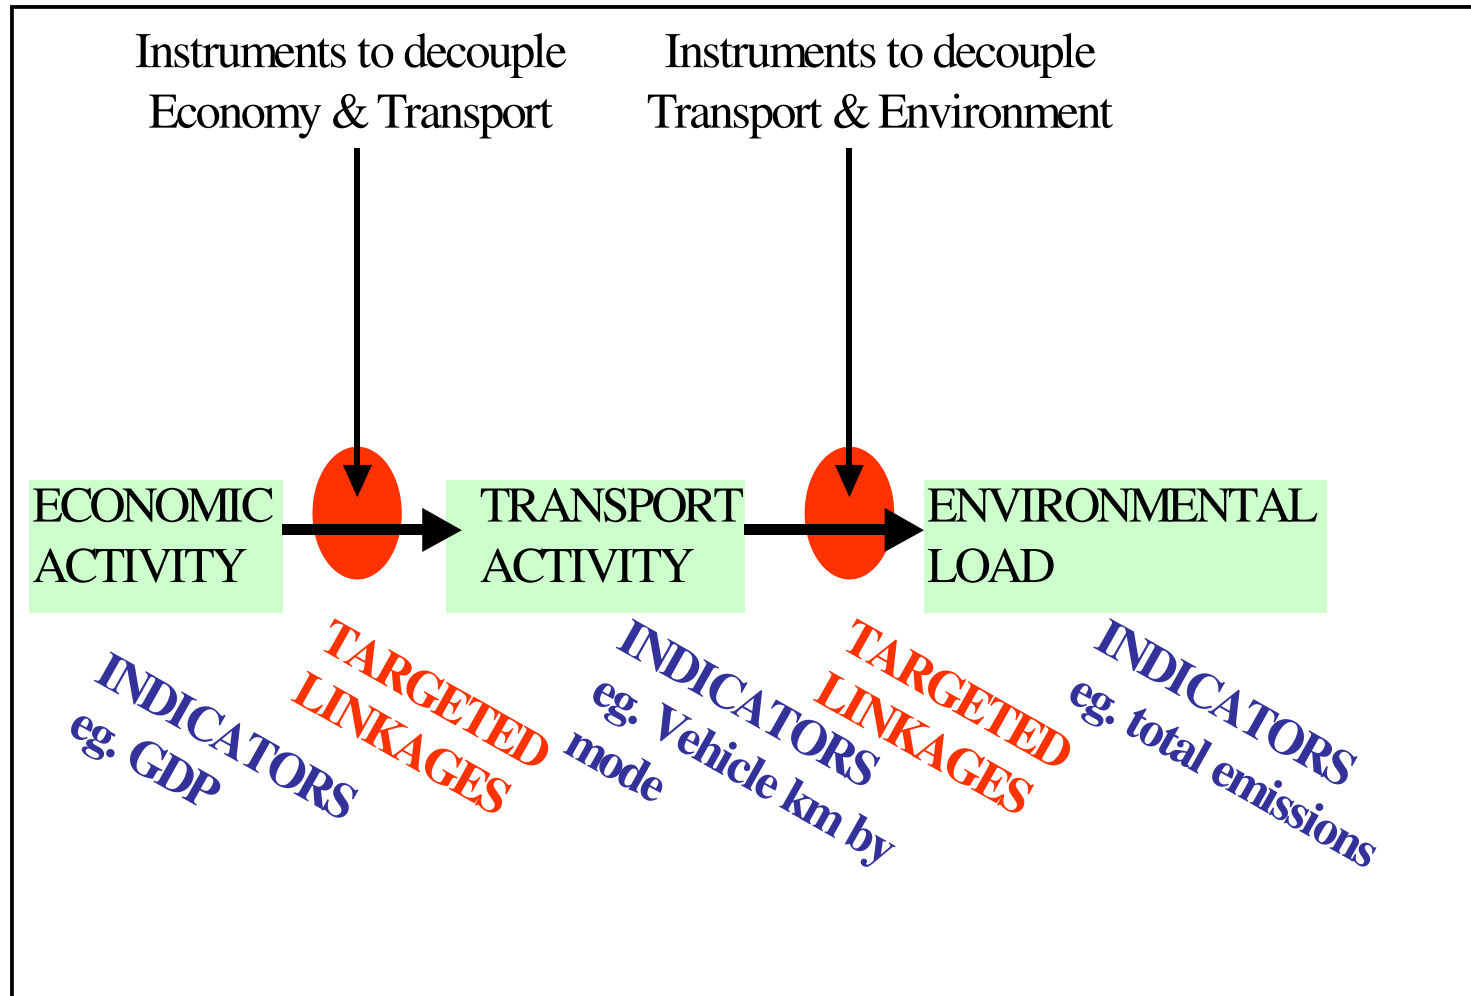 Instruments to decouple
Economy & Transport
Instruments to decouple
Transport & Environment
ECONOMIC
ACTIVITY
TRANSPORT
ACTIVITY
ENVIRONMENTAL
LOAD
INDICATORS
eg. GDP
TARGETED
LINKAGES
INDICATORS
eg. Vehicle km by
mode
TARGETED
LINKAGES
INDICATORS
eg. total emissions